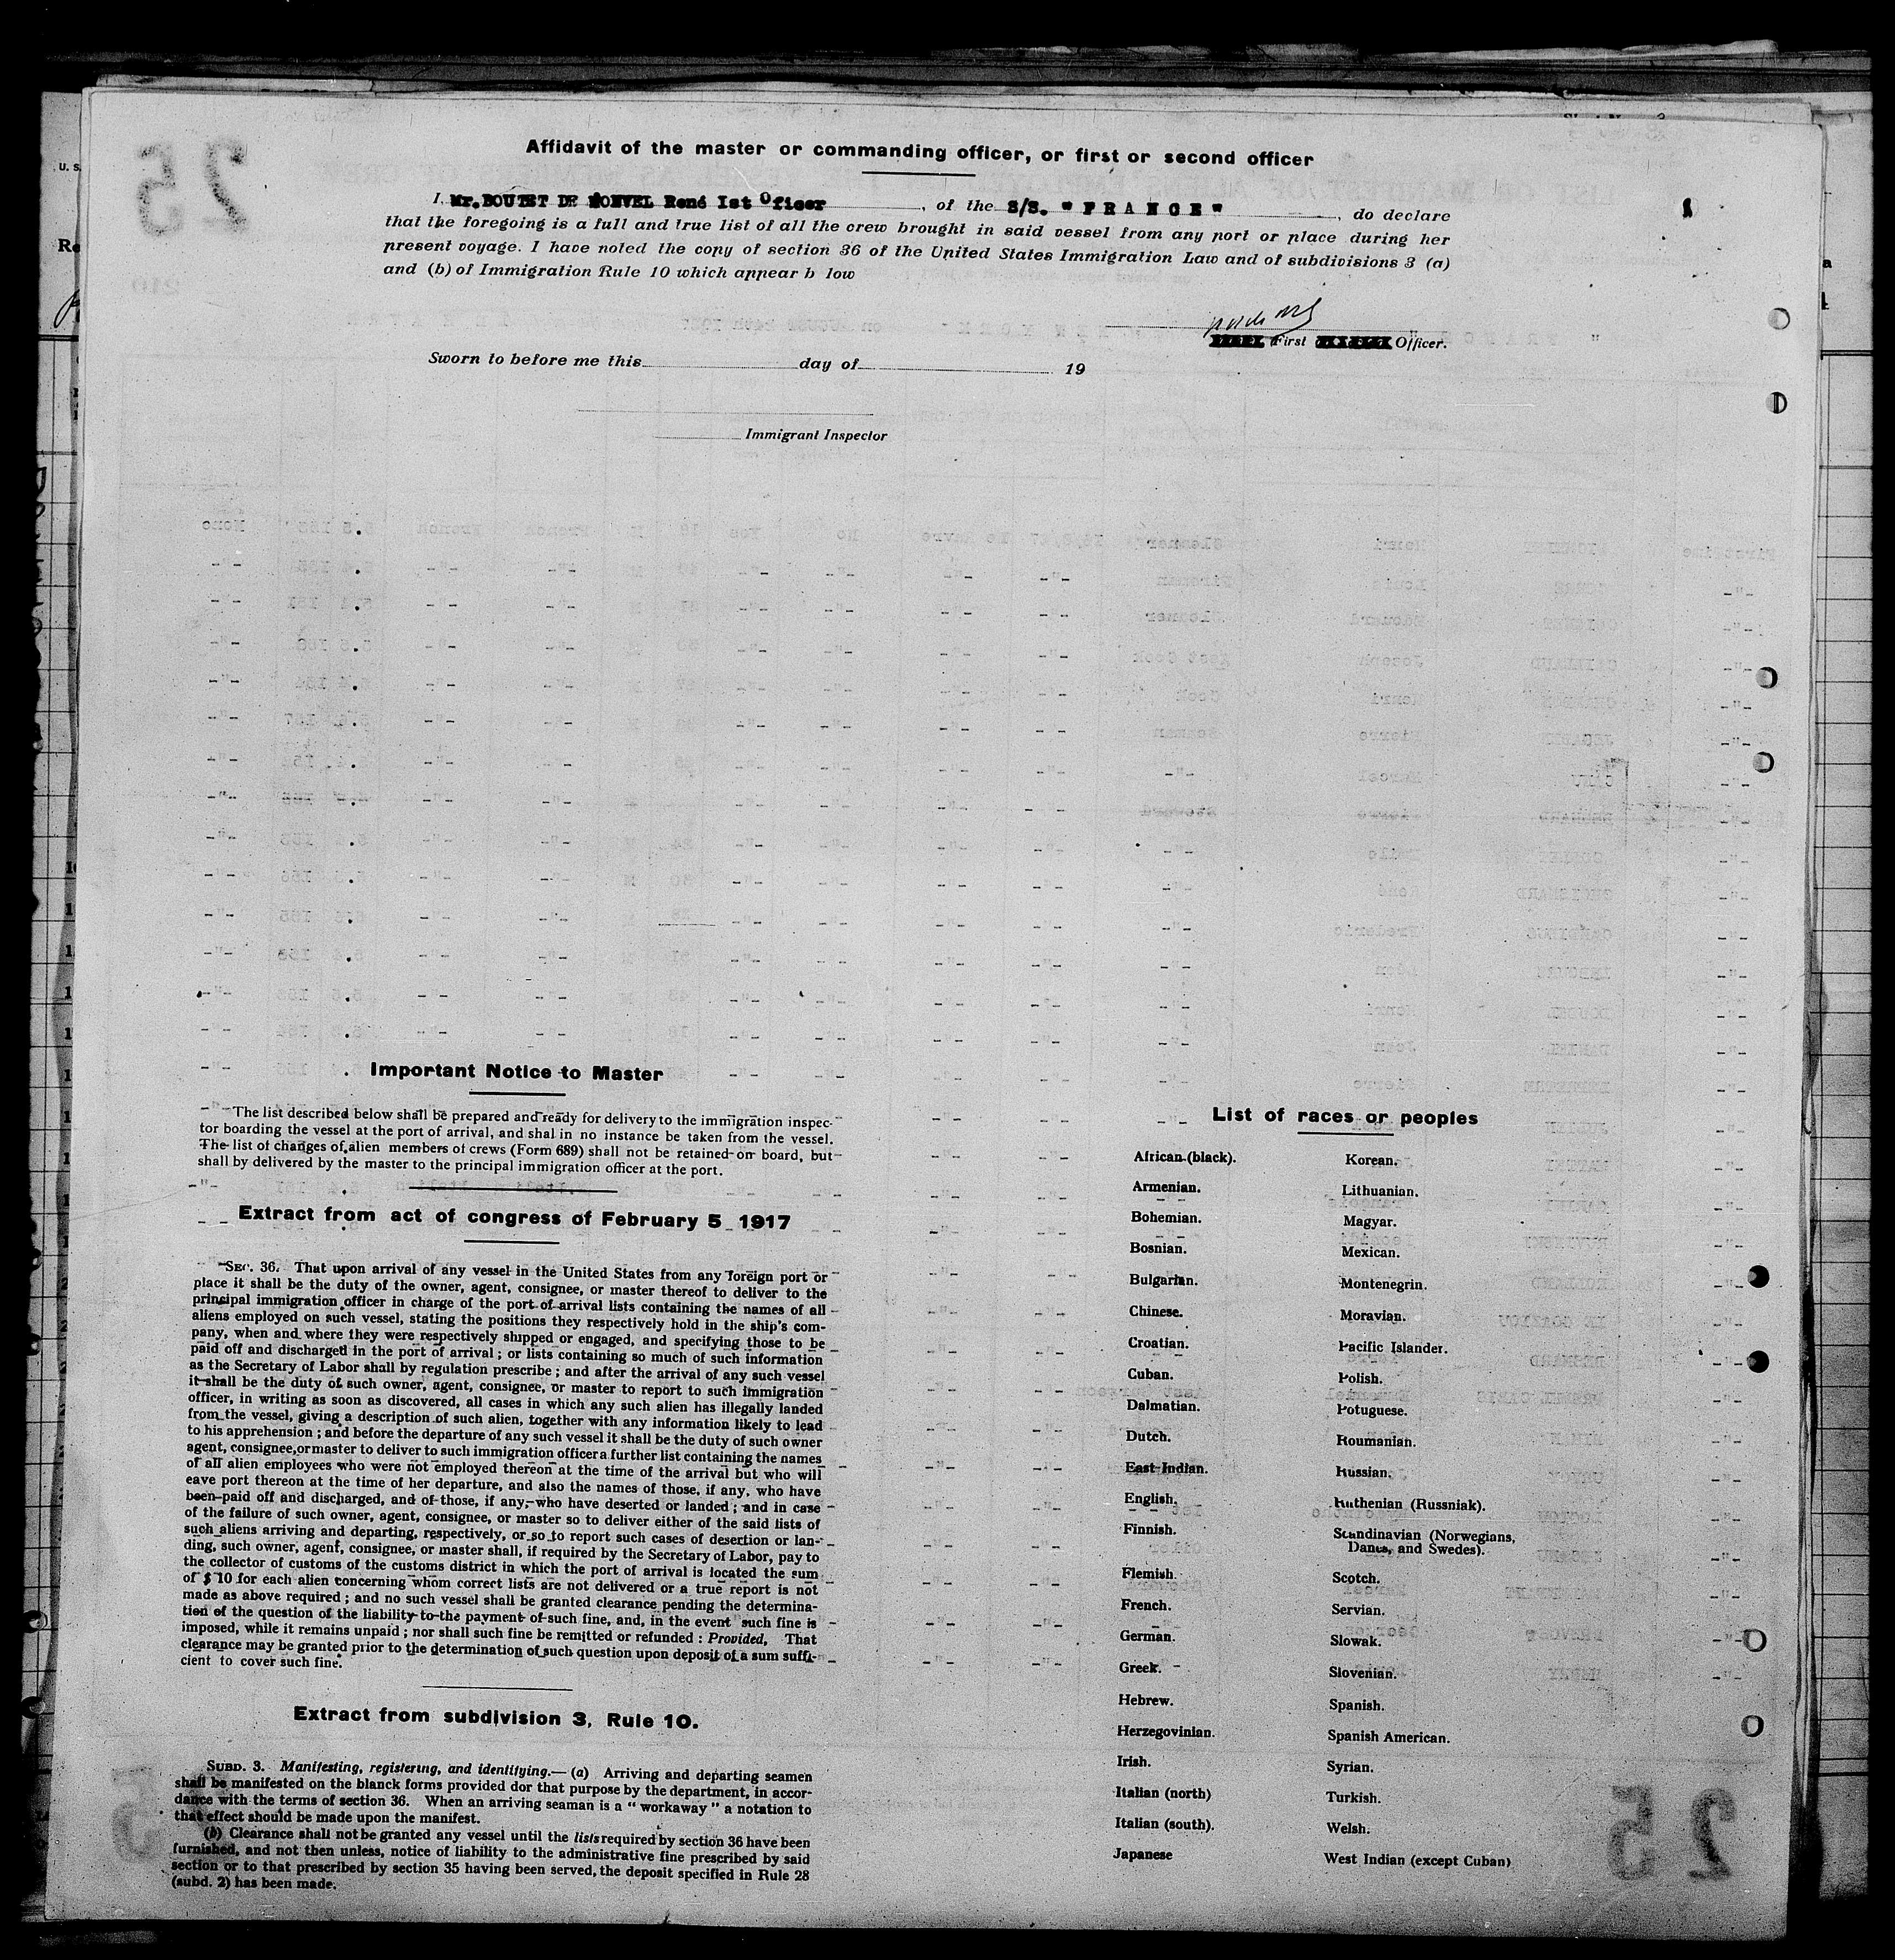 Affidavit of the master or commanding officer, or first or second officer
I, Mr. BOUTET DE MONVEL René Ist Officer, of the S/S. "FRANCE", do declare
that the foregoing is a full and true list of all the crew brought in said vessel from any port or place during her
present voyage. I have noted the copy of section 36 of the United States Immigration Law and of subdivisions 3 (a)
and (b) of Immigration Rule 10 which appear b low
First Officer.
Sworn to before me this day of 19
Immigrant Inspector
Important Notice to Master
The list described below shall be prepared and ready for delivery to the immigration inspec-
tor boarding the vessel at the port of arrival, and shal in no instance be taken from the vessel.
The list of changes of alien members of crews (Form 689) shall not be retained on board, but
shall by delivered by the master to the principal immigration officer at the port.
Extract from act of congress of February 5 1917
SEC. 36. That upon arrival of any vessel in the United States from any foreign port or
place it shall be the duty of the owner, agent, consignee, or master thereof to deliver to the
principal immigration officer in charge of the port of arrival lists containing the names of all
aliens employed on such vessel, stating the positions they respectively hold in the ship's com-
pany, when and where they were respectively shipped or engaged, and specifying those to be
paid off and discharged in the port of arrival ; or lists containing so much of such information
as the Secretary of Labor shall by regulation prescribe ; and after the arrival of any such vessel
it shall be the duty of such owner, agent, consignee, or master to report to such immigration
officer, in writing as soon as discovered, all cases in which any such alien has illegally landed
from the vessel, giving a description of such alien, together with any information likely to lead
to his apprehension ; and before the departure of any such vessel it shall be the duty of such owner
agent, consignee, or master to deliver to such immigration officer a further list containing the names
of all alien employees who were not employed thereon at the time of the arrival but who will
eave port thereon at the time of her departure, and also the names of those, if any, who have
been paid off and discharged, and of those, if any, who have deserted or landed ; and in case
of the failure of such owner, agent, consignee, or master so to deliver either of the said lists of
such aliens arriving and departing, respectively, or so to report such cases of desertion or lan-
ding, such owner, agent, consignee, or master shall, if required by the Secretary of Labor, pay to
the collector of customs of the customs district in which the port of arrival is located the sum
of $ 10 for each alien concerning whom correct lists are not delivered or a true report is not
made as above required ; and no such vessel shall be granted clearance pending the determina-
tion of the question of the liability to the payment of such fine, and, in the event such fine is
imposed, while it remains unpaid ; nor shall such fine be remitted or refunded : Provided, That
clearance may be granted prior to the determination of such question upon deposit of a sum suffi-
cient to cover such fine.
Extract from subdivision 3, Rule 10.
SUBD. 3. Manifesting, registering, and identifying.— (a) Arriving and departing seamen
shall be manifested on the blanck forms provided dor that purpose by the department, in accor-
dance with the terms of section 36. When an arriving seaman is a " workaway " a notation to
that effect should be made upon the manifest.
(b) Clearance shall not be granted any vessel until the lists required by section 36 have been
furnished, and not then unless, notice of liability to the administrative fine prescribed by said
section or to that prescribed by section 35 having been served, the deposit specified in Rule 28
(subd. 2) has been made.
List of races or peoples
African (black).
Armenian.
Bohemian.
Bosnian.
Bulgarian.
Chinese.
Croatian.
Cuban.
Dalmatian.
Dutch.
East Indian.
English.
Finnish.
Flemish.
French.
German.
Greek.
Hebrew.
Herzegovinian.
Irish.
Italian (north)
Italian (south).
Japanese
Korean.
Lithuanian.
Magyar.
Mexican.
Montenegrin.
Moravian.
Pacific Islander.
Polish.
Potuguese.
Roumanian.
Russian.
Ruthenian (Russniak).
Scandinavian (Norwegians,
Danes, and Swedes).
Scotch.
Servian.
Slowak.
Slovenian.
Spanish.
Spanish American.
Syrian.
Turkish.
Welsh.
West Indian (except Cuban)